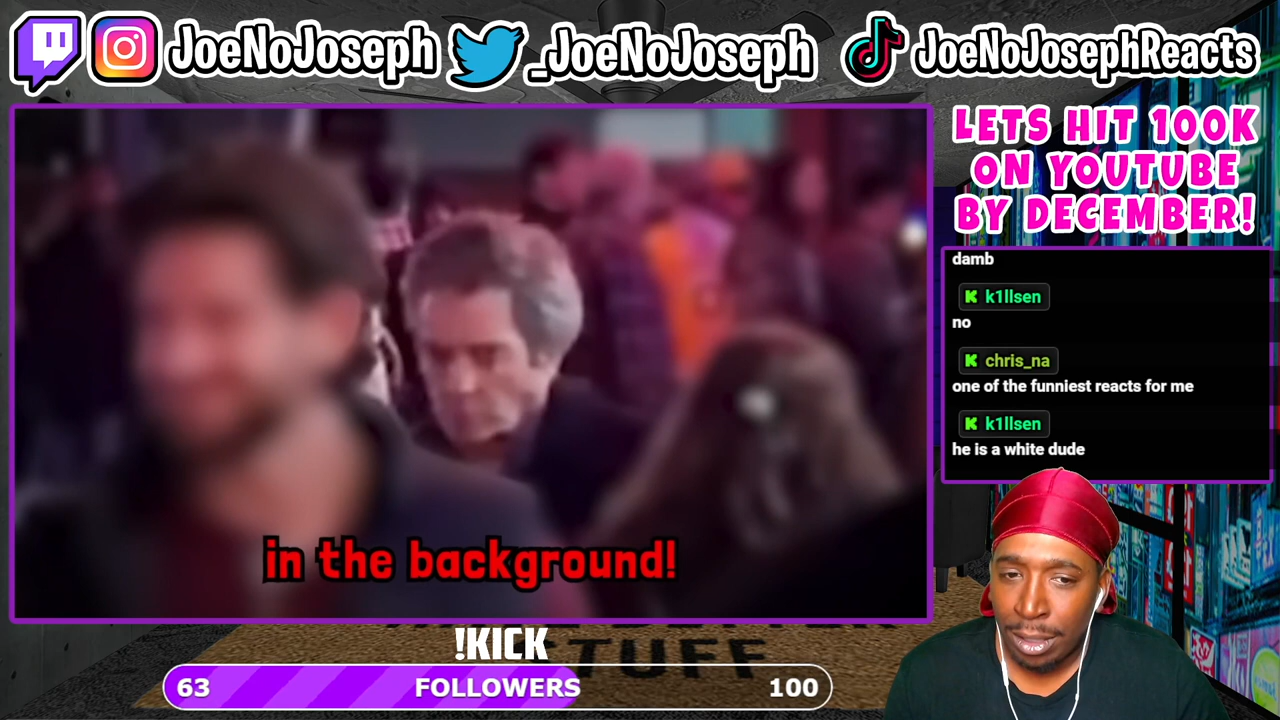 JoeNoJoseph
_JoeNoJoseph
JoeNoJosephReacts
LETS HIT 100K
ON YOUTUBE
BY DECEMBER!
damb
k1llsen
no
chris_na
one of the funniest reacts for me
k1llsen
he is a white dude
in the background!
!KICK
TUFF
63 FOLLOWERS 100